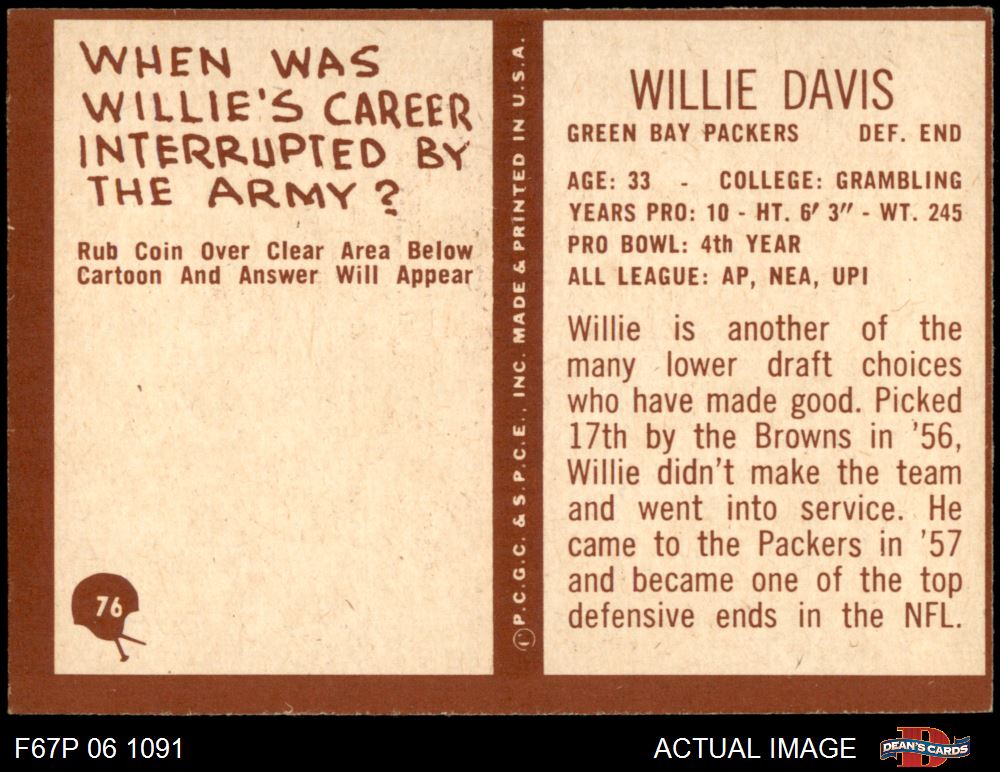 WHEN WAS
WILLIE'S CAREER
INTERRUPTED BY
THE ARMY?
Rub Coin Over Clear Area Below
Cartoon And Answer Will Appear
76
© P.C.G.C. & S.P.C.E., INC. MADE & PRINTED IN U.S.A.
WILLIE DAVIS
GREEN BAY PACKERS DEF. END
AGE: 33 - COLLEGE: GRAMBLING
YEARS PRO: 10 - HT. 6' 3" - WT. 245
PRO BOWL: 4th YEAR
ALL LEAGUE: AP, NEA, UPI
Willie is another of the
many lower draft choices
who have made good. Picked
17th by the Browns in '56,
Willie didn't make the team
and went into service. He
came to the Packers in '57
and became one of the top
defensive ends in the NFL.
F67P 06 1091
ACTUAL IMAGE
D
DEAN'S CARDS